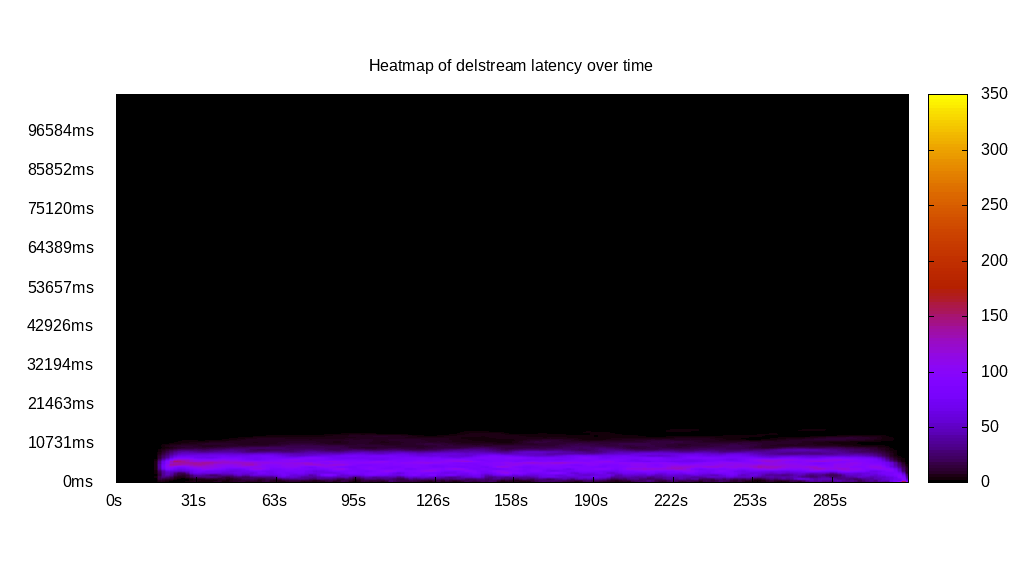 Heatmap of delstream latency over time
96584ms
85852ms
75120ms
64389ms
53657ms
42926ms
32194ms
21463ms
10731ms
0ms
0s 31s 63s 95s 126s 158s 190s 222s 253s 285s
350
300
250
200
150
100
50
0